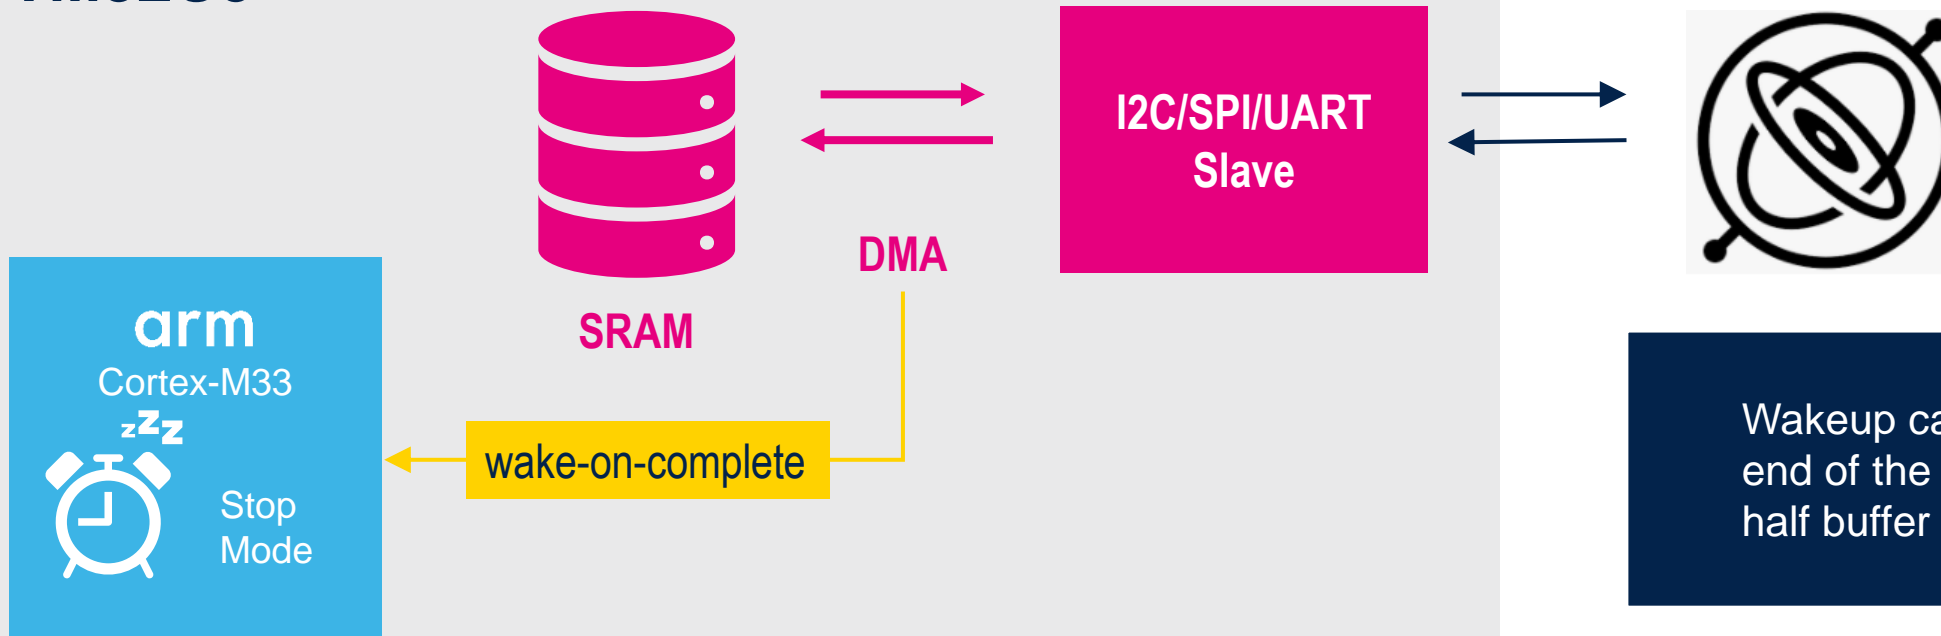 I2C/SPI/UART
Slave
DMA
SRAM
arm
Cortex-M33
zzz
Stop
Mode
wake-on-complete
Wakeup
end of the
half buffer